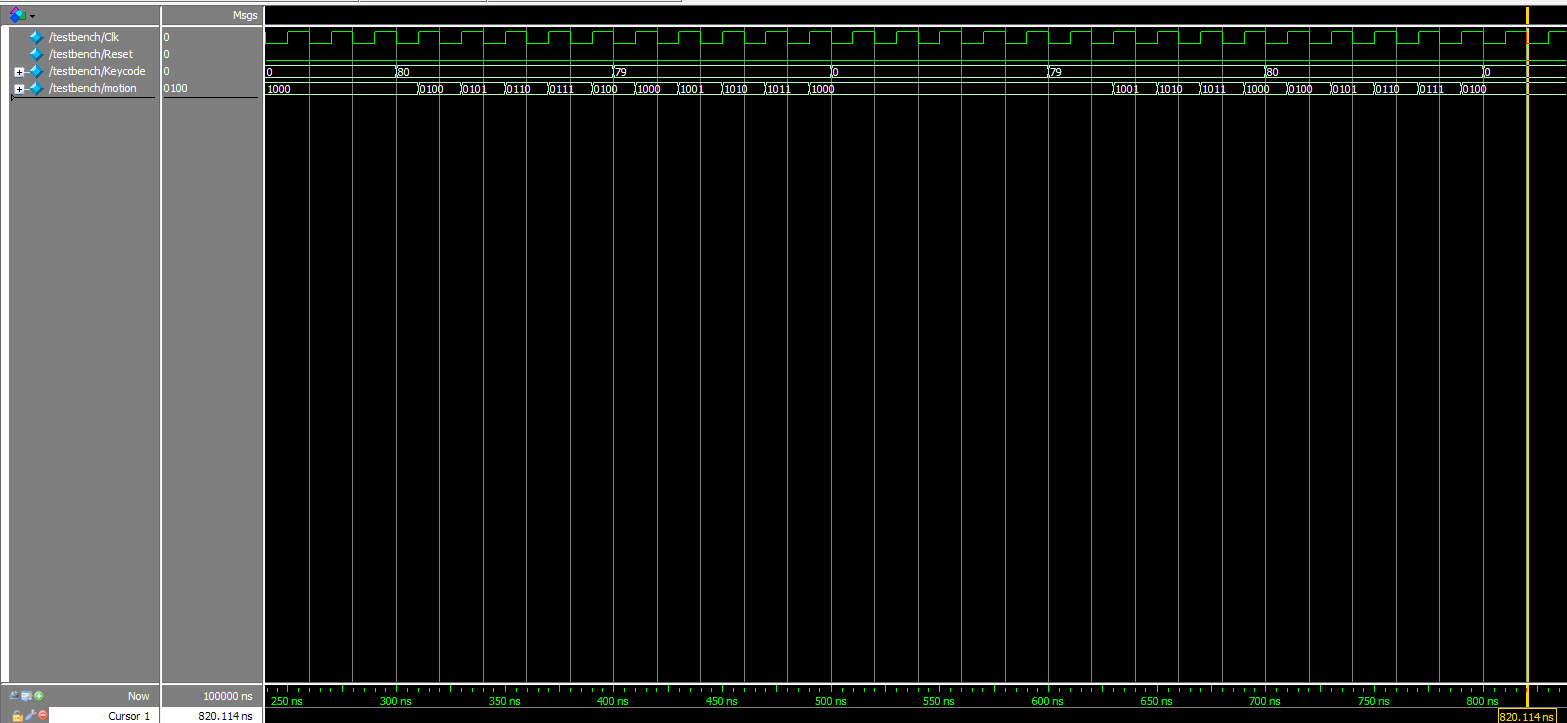 Msgs
/testbench/Clk 0
/testbench/Reset 0
/testbench/Keycode 0 0 80 79 0 79 80 0
/testbench/motion 0100 1000 0100 0101 0110 0111 0100 1000 1001 1010 1011 1000 1001 1010 1011 1000 0100 0101 0110 0111 0100
Now 100000 ns 250 ns 300 ns 350 ns 400 ns 450 ns 500 ns 550 ns 600 ns 650 ns 700 ns 750 ns 800 ns
Cursor 1 820.114 ns 820.114 ns